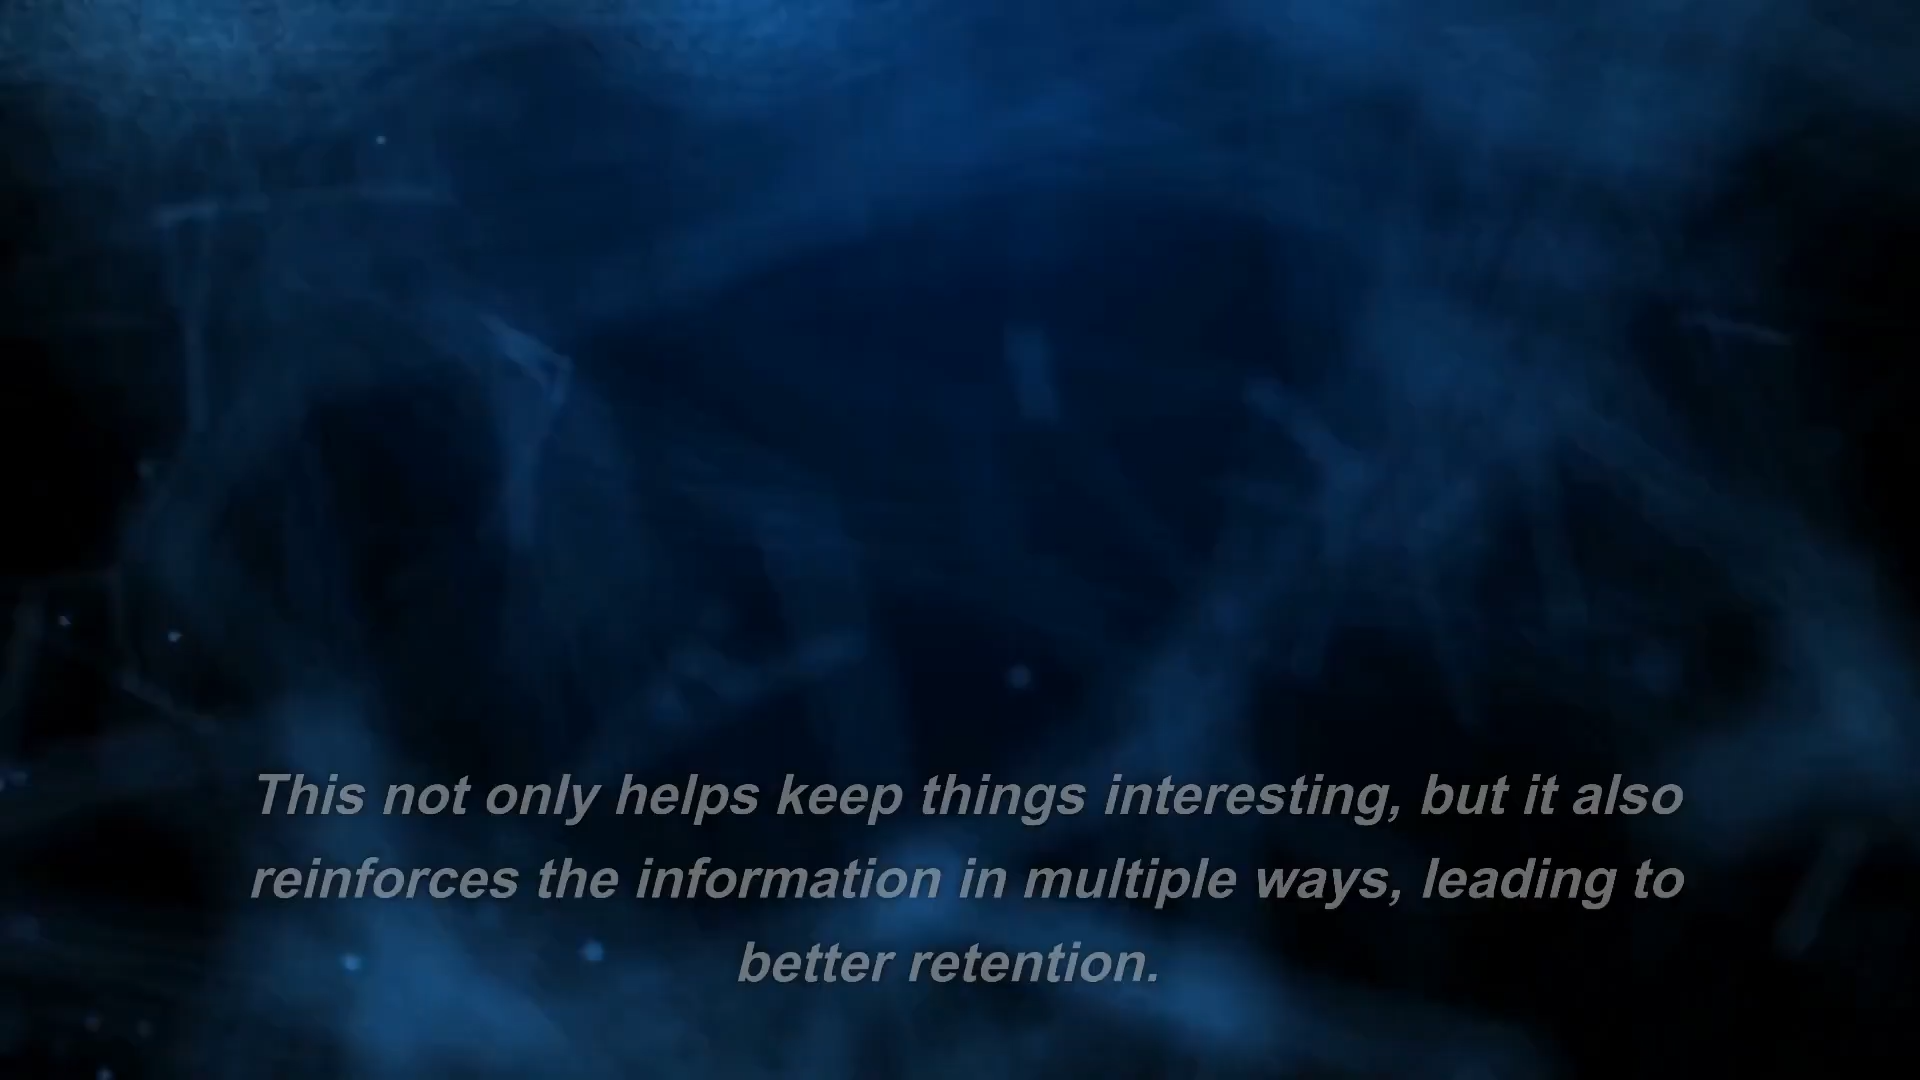 This not only helps keep things interesting, but it also
reinforces the information in multiple ways, leading to
better retention.